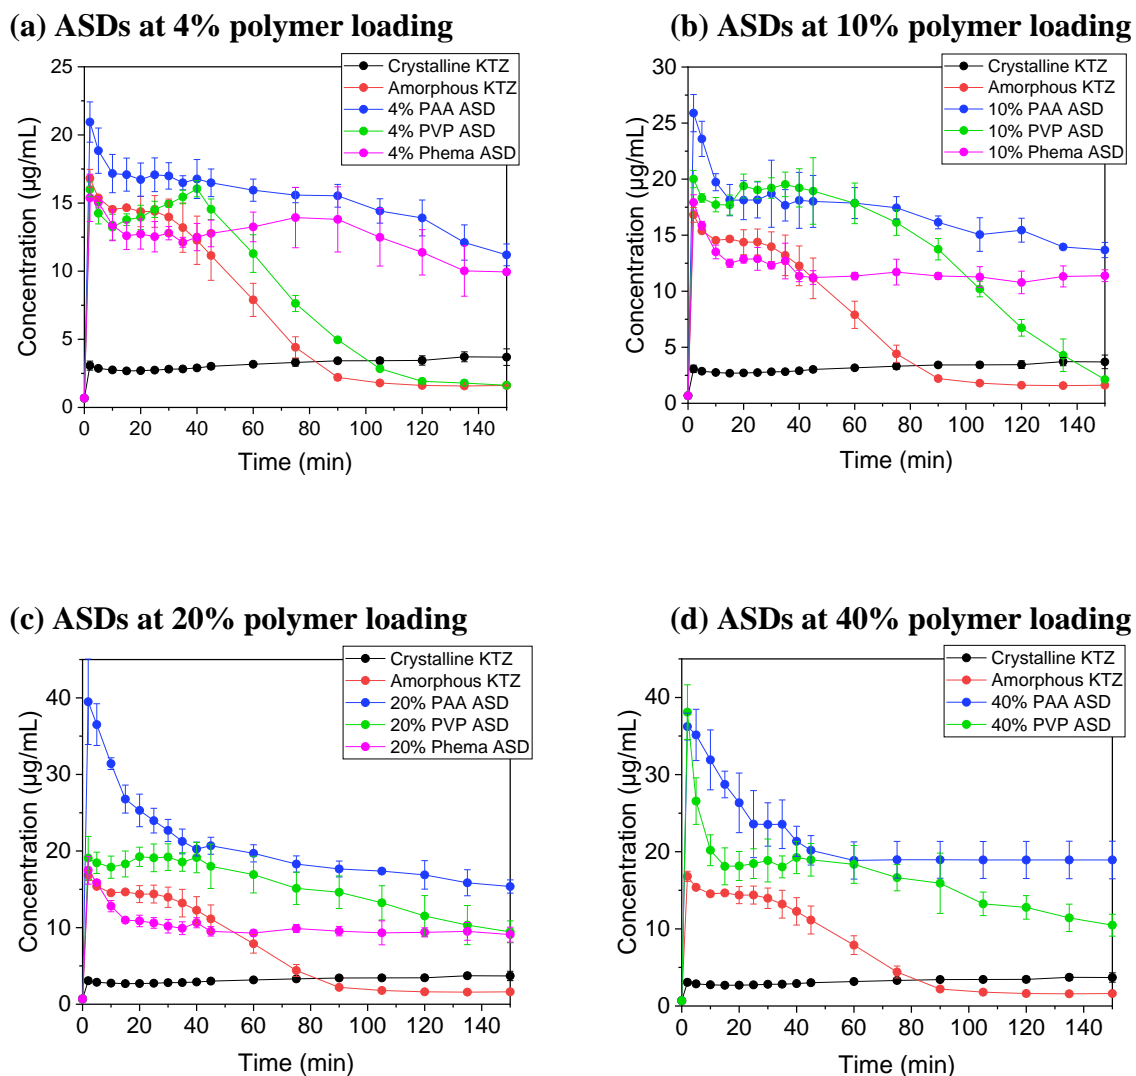 (a) ASDs at 4% polymer loading
Crystalline KTZ
Amorphous KTZ
4% PAA ASD
4% PVP ASD
4% Phema ASD
25
20
15
10
5
0
Concentration (µg/mL)
0 20 40 60 80 100 120 140
Time (min)
(b) ASDs at 10% polymer loading
Crystalline KTZ
Amorphous KTZ
10% PAA ASD
10% PVP ASD
10% Phema ASD
30
25
20
15
10
5
0
Concentration (µg/mL)
0 20 40 60 80 100 120 140
Time (min)
(c) ASDs at 20% polymer loading
Crystalline KTZ
Amorphous KTZ
20% PAA ASD
20% PVP ASD
20% Phema ASD
40
30
20
10
0
Concentration (µg/mL)
0 20 40 60 80 100 120 140
Time (min)
(d) ASDs at 40% polymer loading
Crystalline KTZ
Amorphous KTZ
40% PAA ASD
40% PVP ASD
40
30
20
10
0
Concentration (µg/mL)
0 20 40 60 80 100 120 140
Time (min)